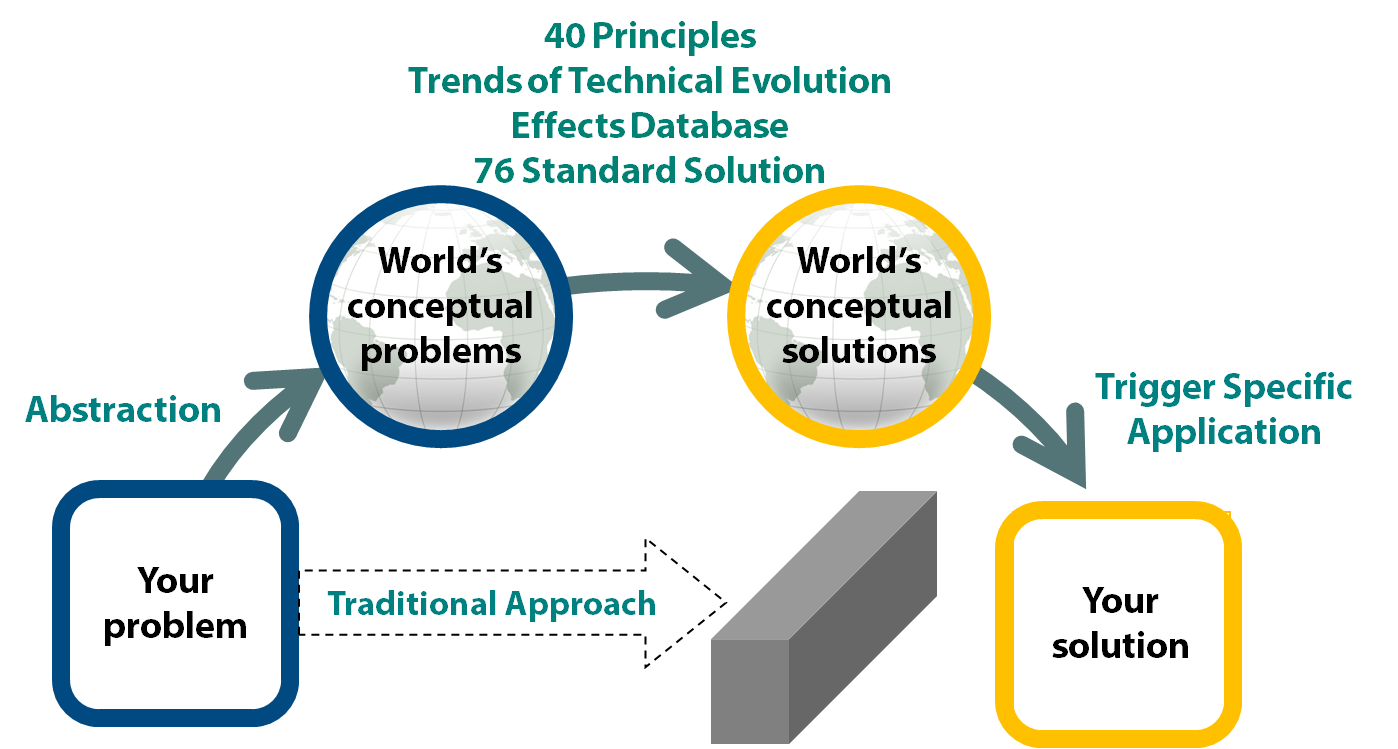 40 Principles
Trends of Technical Evolution
Effects Database
76 Standard Solution
World’s
conceptual
problems
World’s
conceptual
solutions
Abstraction
Trigger Specific
Application
Your
problem
Traditional Approach
Your
solution